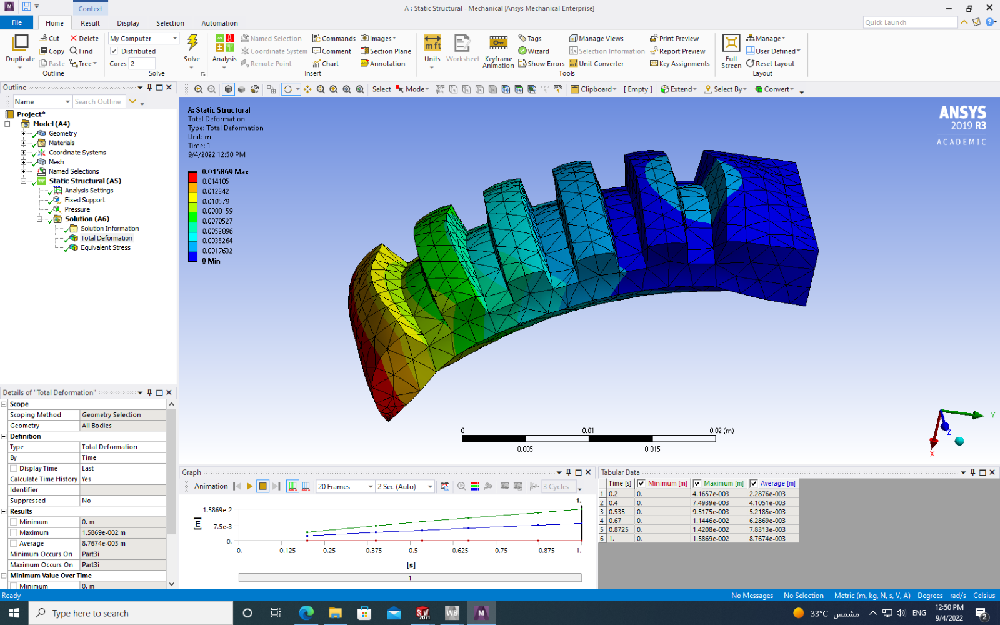 A : Static Structural - Mechanical [Ansys Mechanical Enterprise]
Context
File Home Result Display Selection Automation
Quick Launch
Duplicate
Cut
Copy
Paste
Delete
Find
Tree
Outline
My Computer
Distributed
Cores 2
Solve
Solve
Analysis
Named Selection
Coordinate System
Remote Point
Commands
Comment
Chart
Images
Section Plane
Annotation
Insert
Units
Worksheet
Keyframe
Animation
Tags
Wizard
Show Errors
Manage Views
Selection Information
Unit Converter
Print Preview
Report Preview
Key Assignments
Tools
Full
Screen
Manage
User Defined
Reset Layout
Layout
Outline
Name Search Outline
Select Mode Clipboard [ Empty ] Extend Select By Convert
Project*
Model (A4)
Geometry
Materials
Coordinate Systems
Mesh
Named Selections
Static Structural (A5)
Analysis Settings
Fixed Support
Pressure
Solution (A6)
Solution Information
Total Deformation
Equivalent Stress
A: Static Structural
Total Deformation
Type: Total Deformation
Unit: m
Time: 1
9/4/2022 12:50 PM
0.015869 Max
0.014105
0.012342
0.010579
0.0088159
0.0070527
0.0052896
0.0035264
0.0017632
0 Min
ANSYS
2019 R3
ACADEMIC
0 0.01 0.02 (m)
0.005 0.015
Y
Z
X
Details of "Total Deformation"
Scope
Scoping Method Geometry Selection
Geometry All Bodies
Definition
Type Total Deformation
By Time
Display Time Last
Calculate Time History Yes
Identifier
Suppressed No
Results
Minimum 0. m
Maximum 1.5869e-002 m
Average 8.7674e-003 m
Minimum Occurs On Part3i
Maximum Occurs On Part3i
Minimum Value Over Time
Minimum 0. m
Graph
Animation 20 Frames 2 Sec (Auto) 3 Cycles
1.
1.5869e-2
7.5e-3
0.
[m]
0. 0.125 0.25 0.375 0.5 0.625 0.75 0.875 1.
[s]
1
Tabular Data
Time [s] Minimum [m] Maximum [m] Average [m]
1 0.2 0. 4.1657e-003 2.2876e-003
2 0.4 0. 7.4939e-003 4.1051e-003
3 0.535 0. 9.5175e-003 5.2185e-003
4 0.67 0. 1.1446e-002 6.2869e-003
5 0.8725 0. 1.4208e-002 7.8313e-003
6 1. 0. 1.5869e-002 8.7674e-003
Ready No Messages No Selection Metric (m, kg, N, s, V, A) Degrees rad/s Celsius
Type here to search
SW
2021
WB
M
33°C مشمس
ENG
12:50 PM
9/4/2022
2